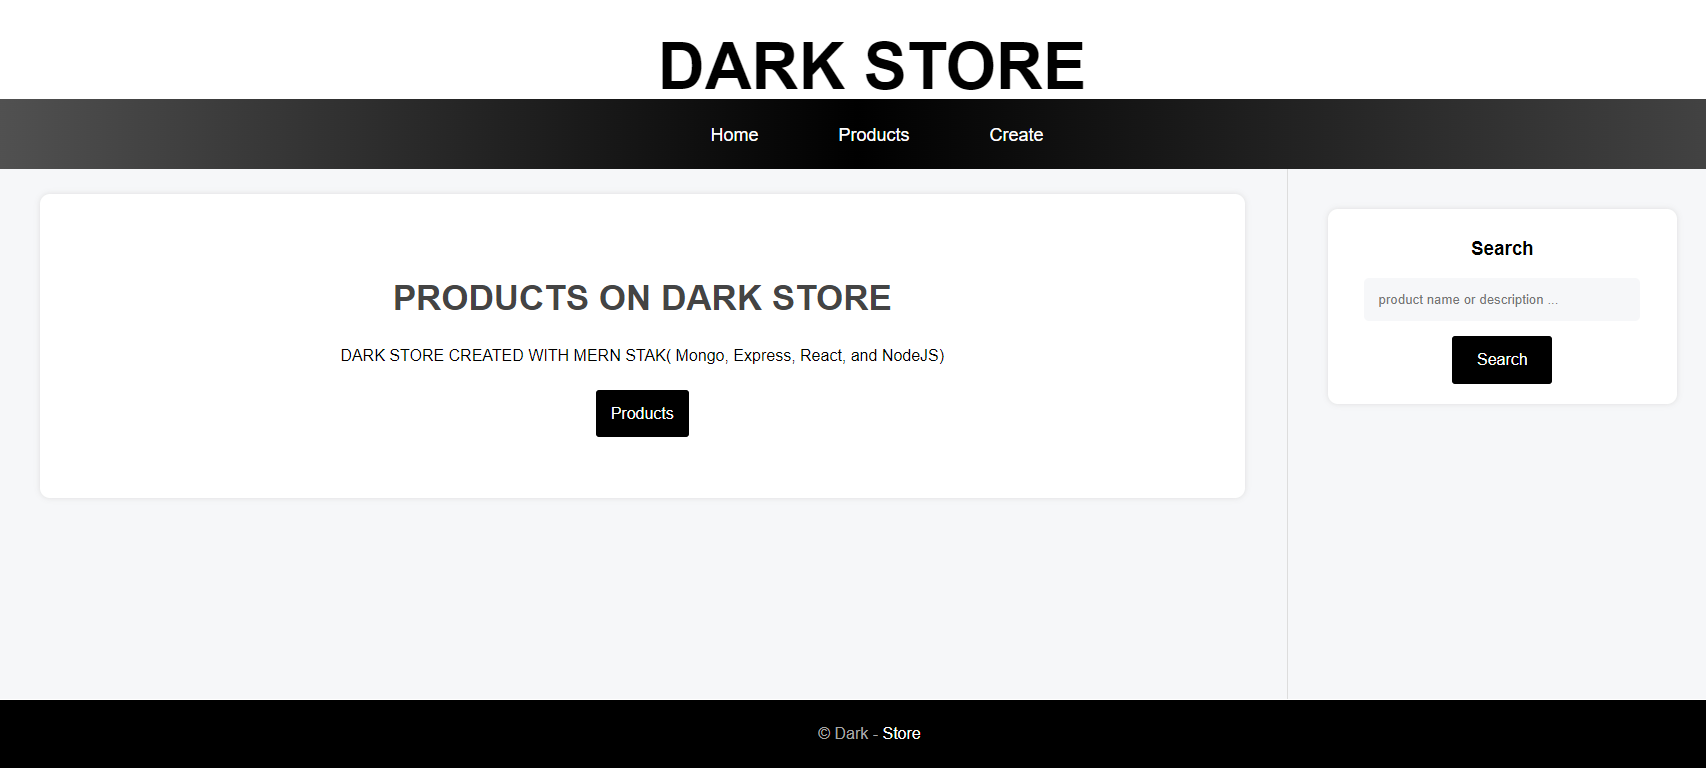 DARK STORE
Home Products Create
PRODUCTS ON DARK STORE
DARK STORE CREATED WITH MERN STAK( Mongo, Express, React, and NodeJS)
Products
Search
product name or description ...
Search
© Dark - Store